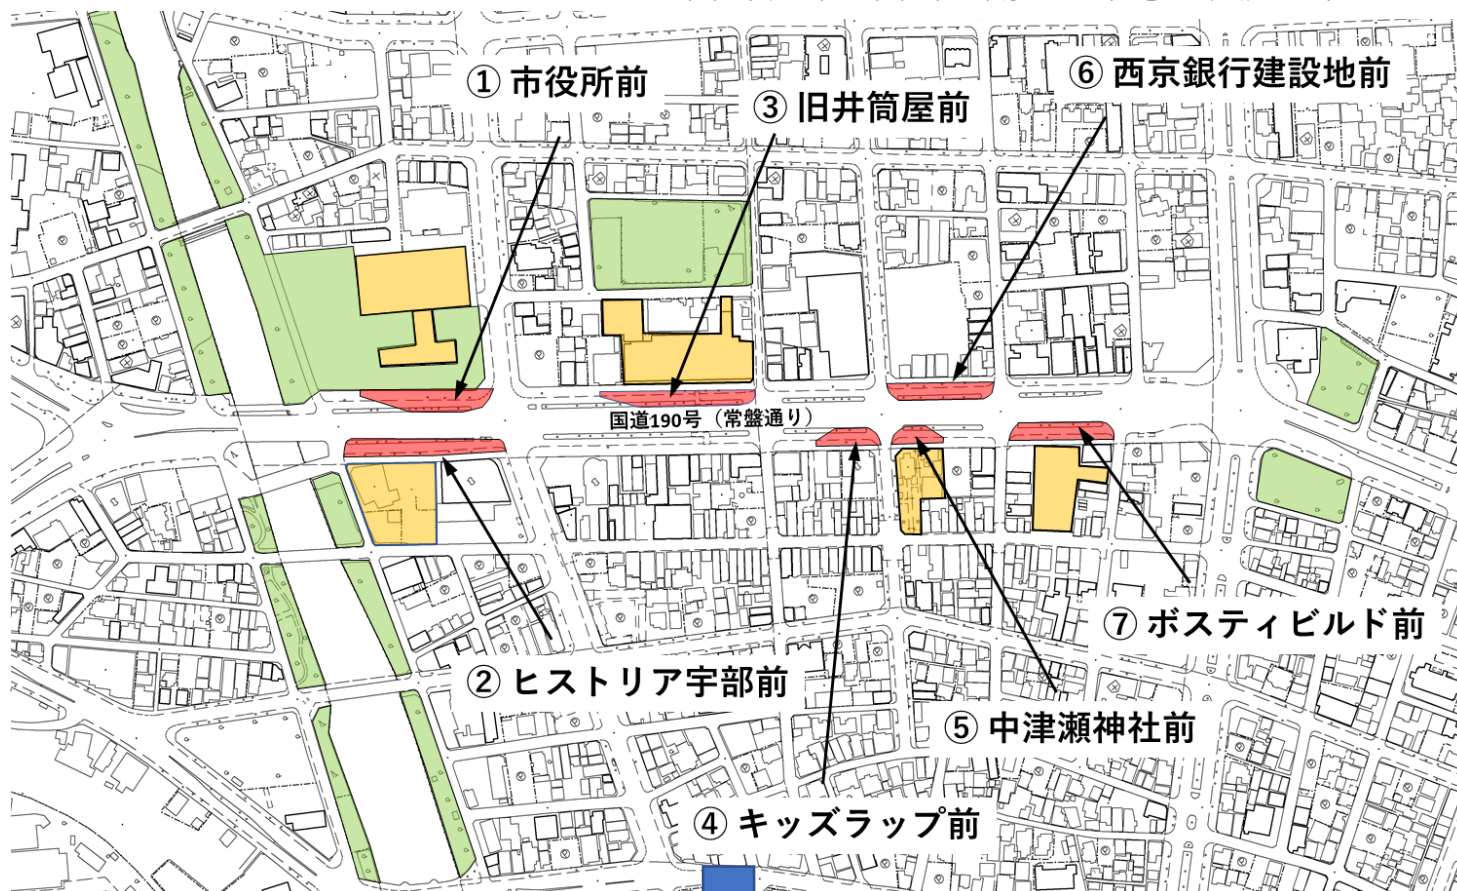 ① 市役所前
⑥ 西京銀行建設地前
③ 旧井筒屋前
国道190号（常盤通り）
② ヒストリア宇部前
⑦ ボスティビルド前
⑤ 中津瀬神社前
④ キッズラップ前